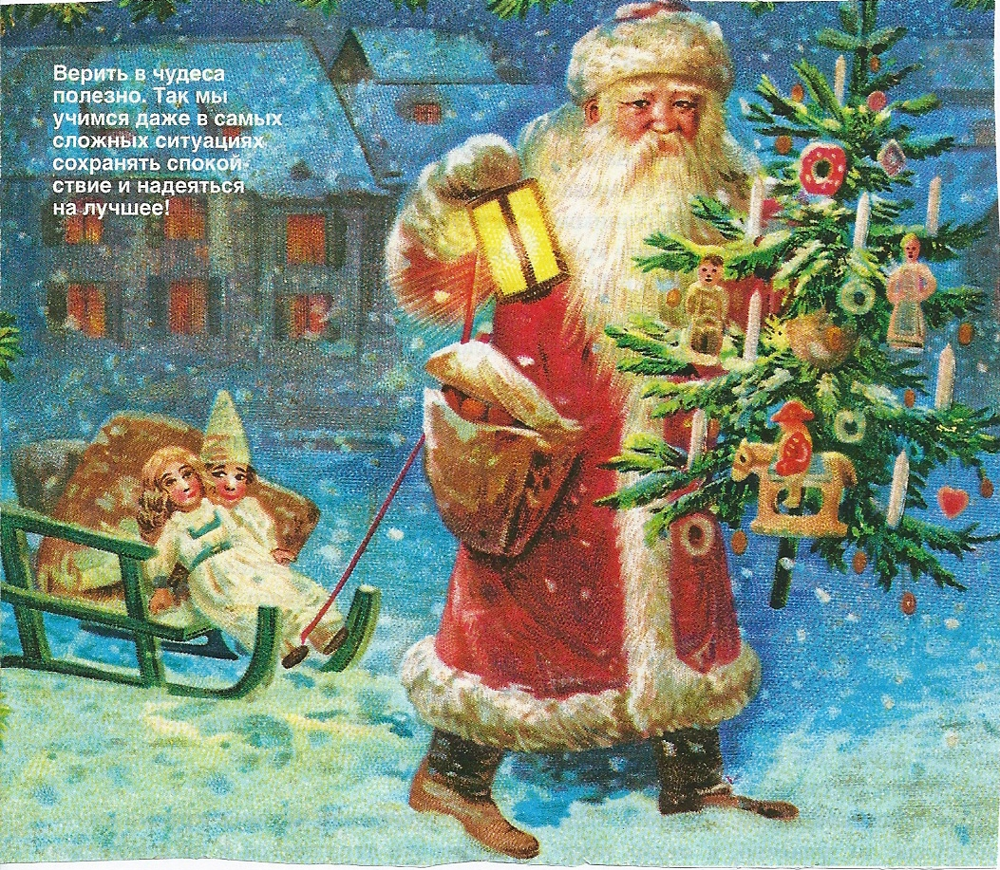 Верить в чудеса
полезно. Так мы
учимся даже в самых
сложных ситуациях
сохранять спокой-
ствие и надеяться
на лучшее!